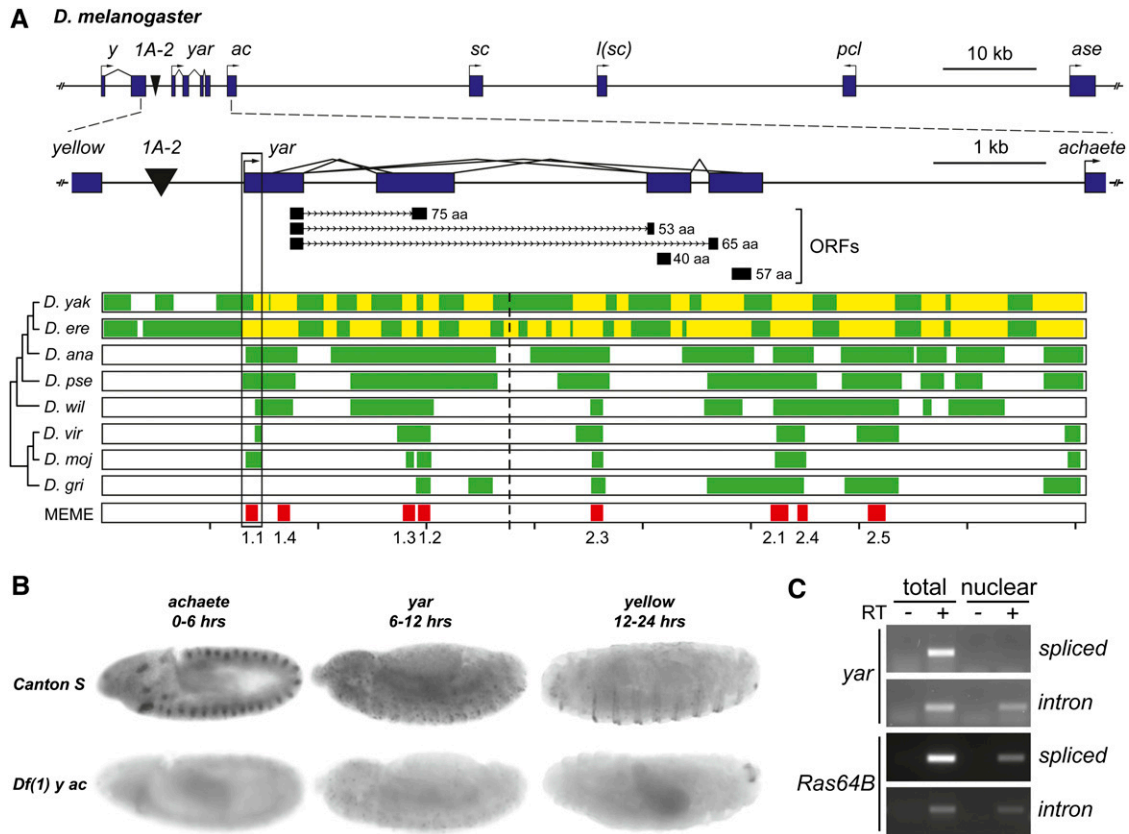 A
D. melanogaster
y 1A-2 yar ac sc l(sc) pcl 10 kb ase
yellow 1A-2 yar 1 kb achaete
75 aa
53 aa
65 aa
40 aa
57 aa
ORFs
D. yak
D. ere
D. ana
D. pse
D. wil
D. vir
D. moj
D. gri
MEME
1.1 1.4 1.3 1.2 2.3 2.1 2.4 2.5
B
achaete yar yellow
0-6 hrs 6-12 hrs 12-24 hrs
Canton S
Df(1) y ac
C
total nuclear
RT - + - +
yar
spliced
intron
Ras64B
spliced
intron